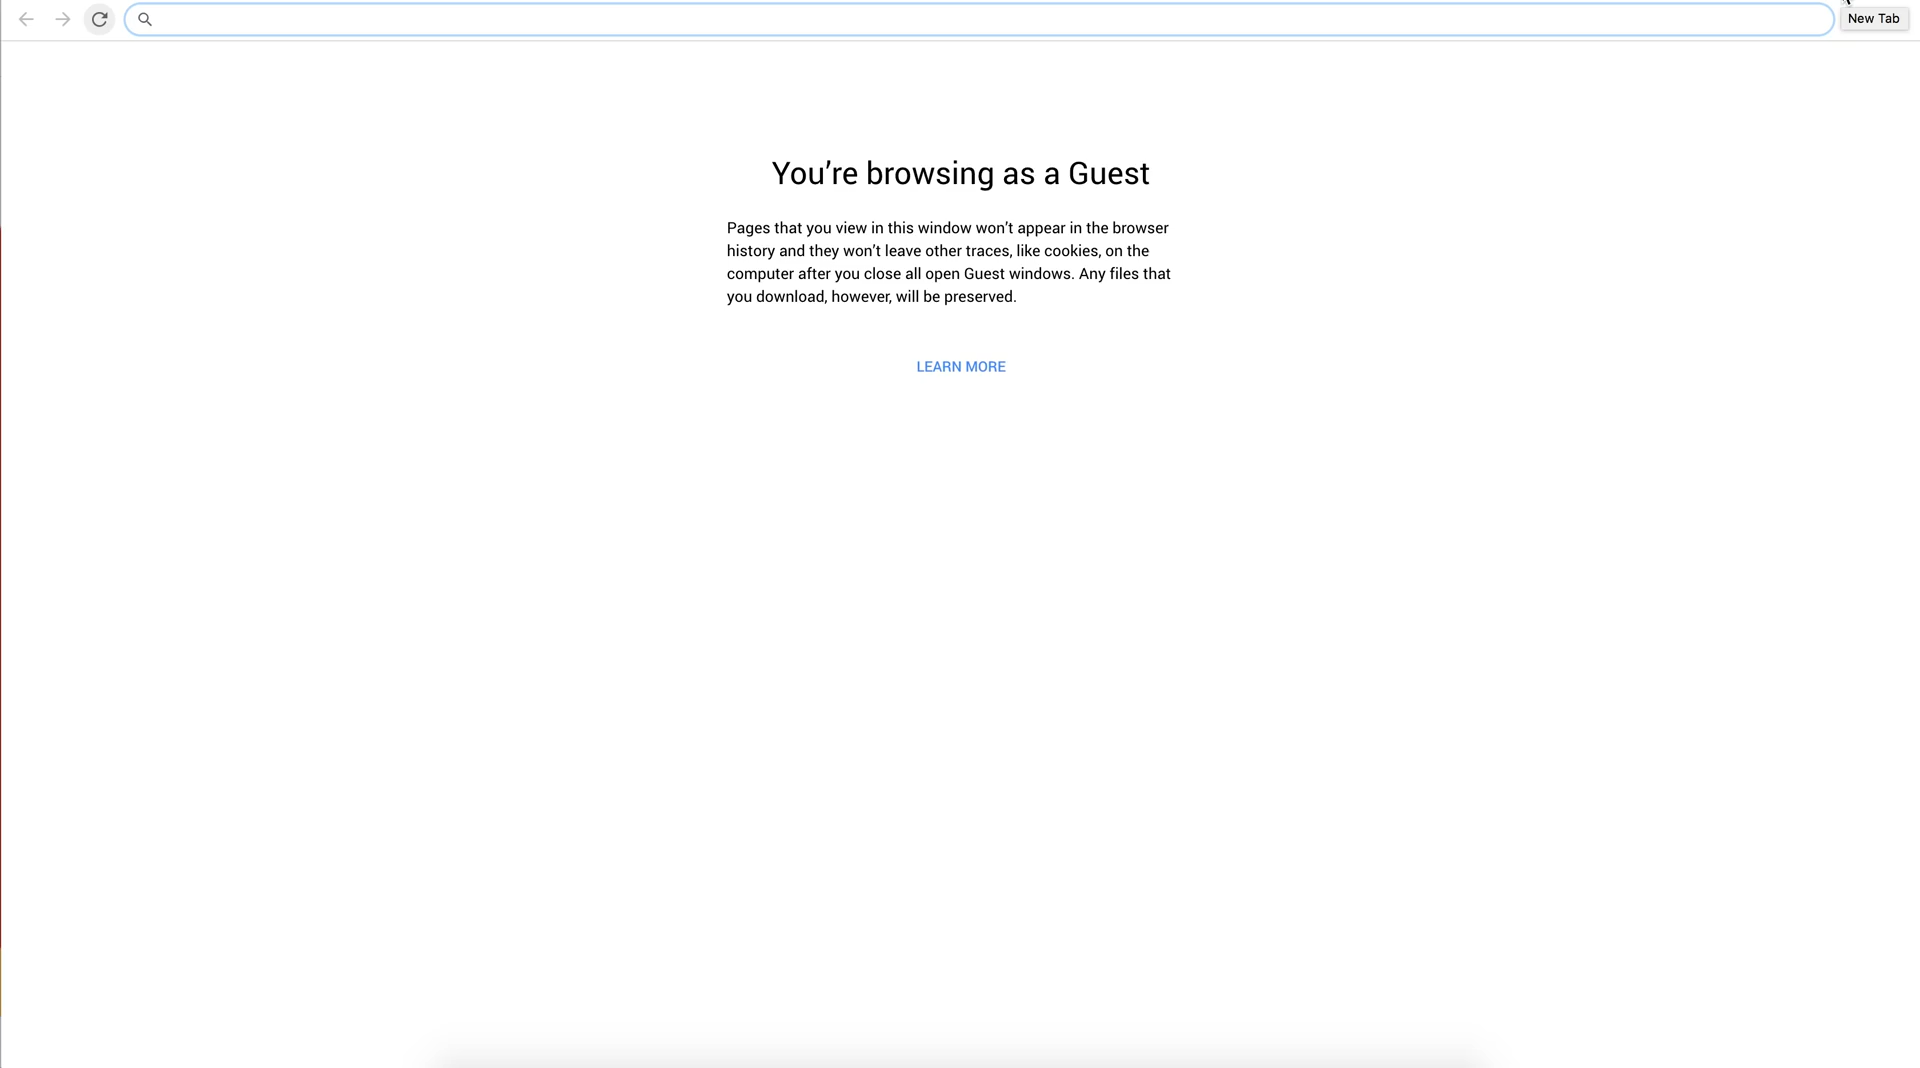 New Tab
You’re browsing as a Guest
Pages that you view in this window won’t appear in the browser
history and they won’t leave other traces, like cookies, on the
computer after you close all open Guest windows. Any files that
you download, however, will be preserved.
LEARN MORE